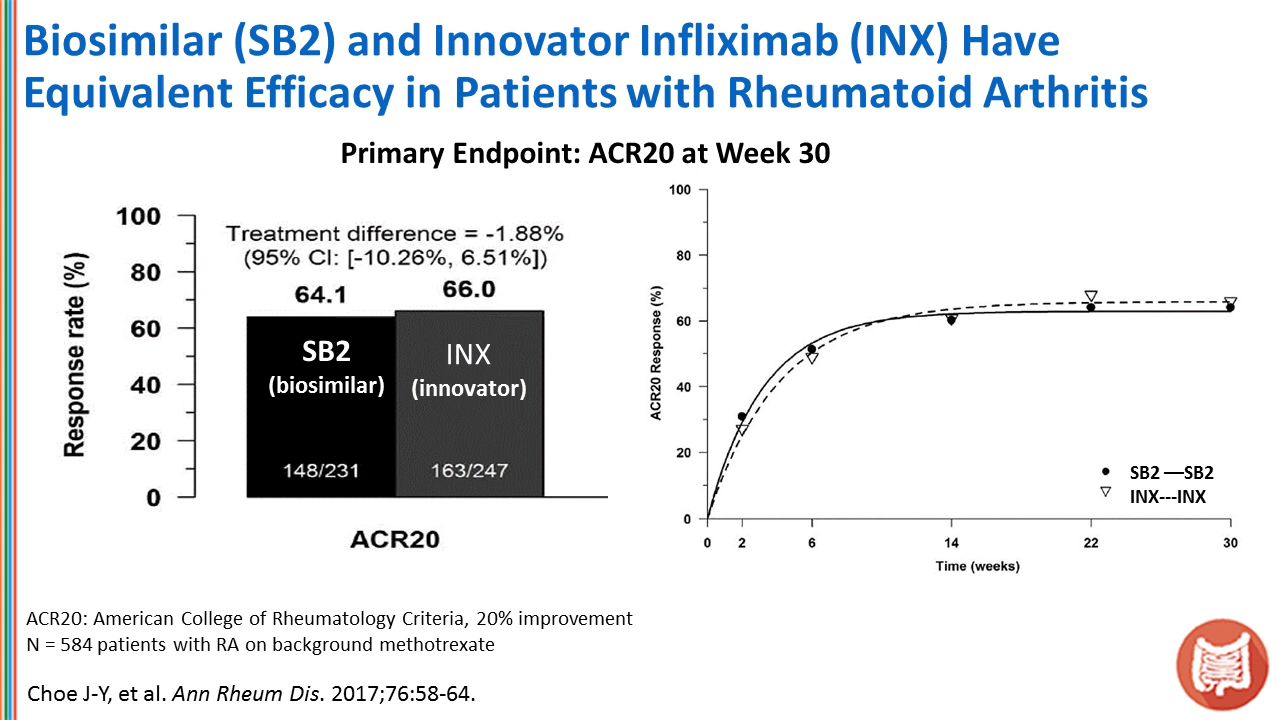 Biosimilar (SB2) and Innovator Infliximab (INX) Have
Equivalent Efficacy in Patients with Rheumatoid Arthritis
Primary Endpoint: ACR20 at Week 30
Response rate (%)
100
80
60
40
20
0
Treatment difference = -1.88%
(95% CI: [-10.26%, 6.51%])
64.1
66.0
SB2
(biosimilar)
INX
(innovator)
148/231
163/247
ACR20
ACR20 Response (%)
100
80
60
40
20
0
SB2 —SB2
INX---INX
0 2 6 14 22 30
Time (weeks)
ACR20: American College of Rheumatology Criteria, 20% improvement
N = 584 patients with RA on background methotrexate
Choe J-Y, et al. Ann Rheum Dis. 2017;76:58-64.